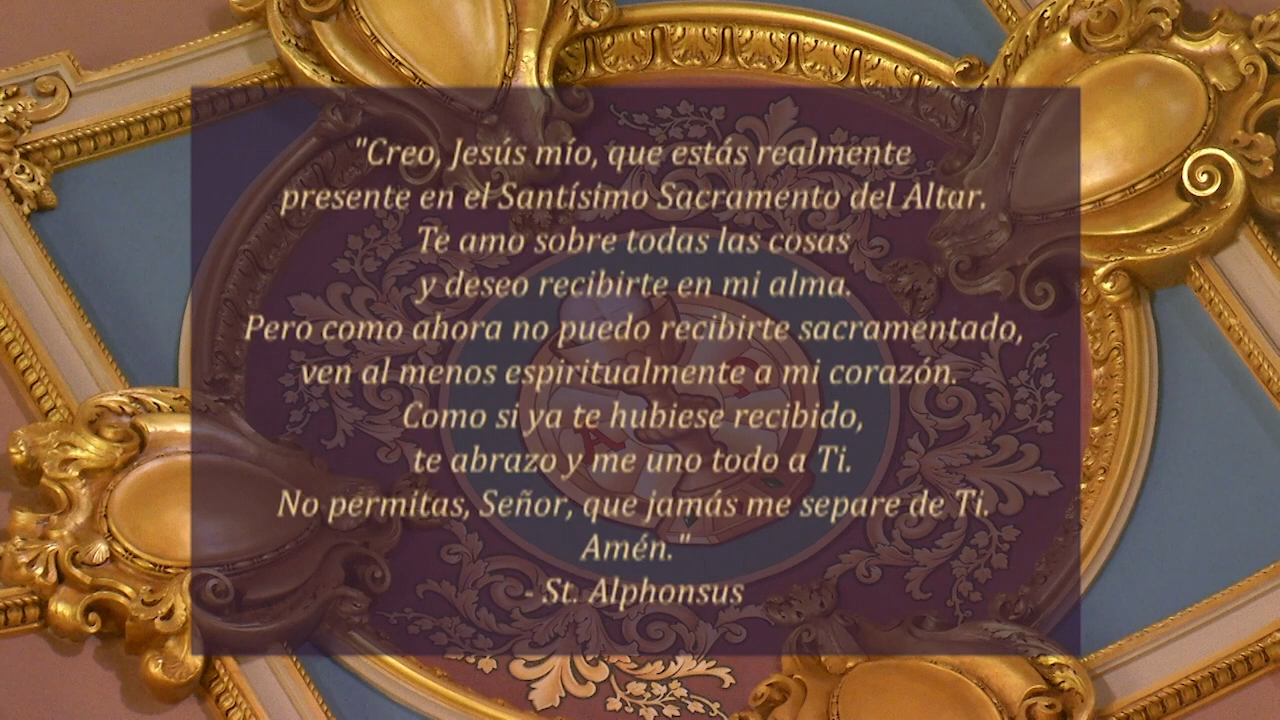 "Creo, Jesús mío, que estás realmente
presente en el Santísimo Sacramento del Altar.
Te amo sobre todas las cosas
y deseo recibirte en mi alma.
Pero como ahora no puedo recibirte sacramentado,
ven al menos espiritualmente a mi corazón.
Como si ya te hubiese recibido,
te abrazo y me uno todo a Ti.
No permitas, Señor, que jamás me separe de Ti.
Amén."
- St. Alphonsus